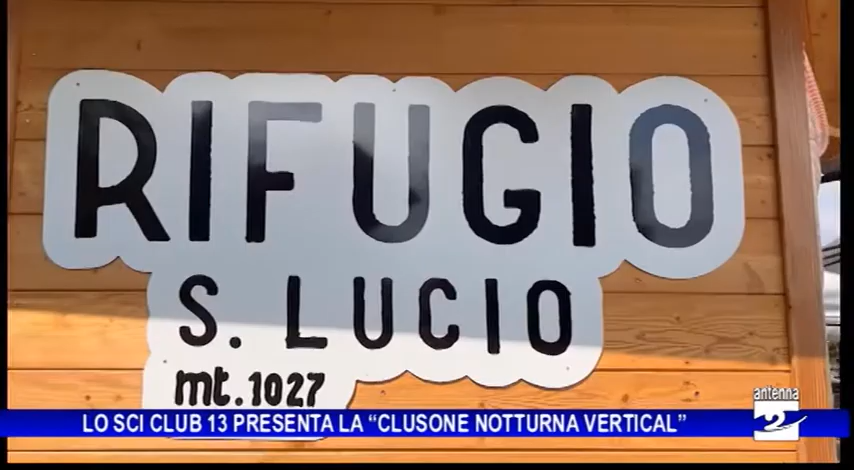 RIFUGIO
S. LUCIO
mt. 1027
LO SCI CLUB 13 PRESENTA LA “CLUSONE NOTTURNA VERTICAL”
antenna
2